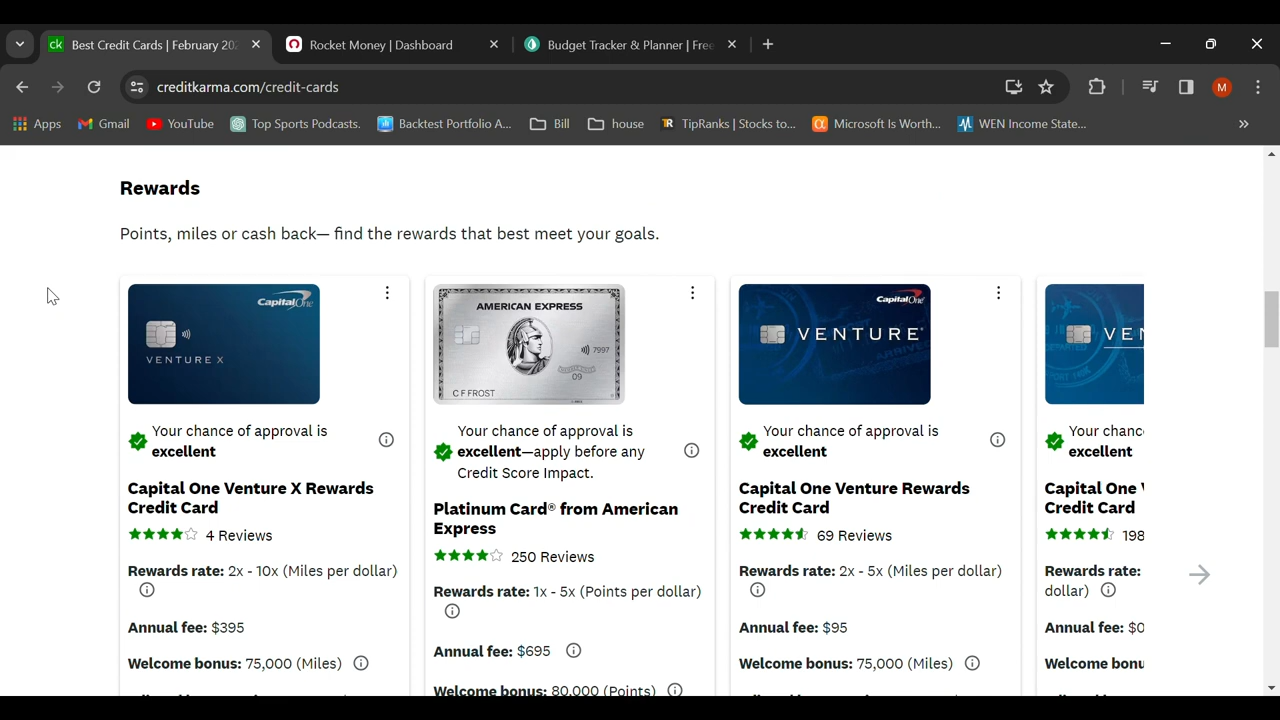 Best Credit Cards | February 20
Rocket Money | Dashboard
Budget Tracker & Planner | Free
creditkarma.com/credit-cards
M
Apps
Gmail
YouTube
Top Sports Podcasts.
Backtest Portfolio A...
Bill
house
TipRanks | Stocks to...
Microsoft Is Worth...
WEN Income State...
Rewards
Points, miles or cash back— find the rewards that best meet your goals.
Capital One
VENTURE X
Your chance of approval is
excellent
Capital One Venture X Rewards
Credit Card
4 Reviews
Rewards rate: 2x - 10x (Miles per dollar)
Annual fee: $395
Welcome bonus: 75,000 (Miles)
AMERICAN EXPRESS
7997
09
C F FROST
Your chance of approval is
excellent—apply before any
Credit Score Impact.
Platinum Card® from American
Express
250 Reviews
Rewards rate: 1x - 5x (Points per dollar)
Annual fee: $695
Welcome bonus: 80,000 (Points)
Capital One
VENTURE
Your chance of approval is
excellent
Capital One Venture Rewards
Credit Card
69 Reviews
Rewards rate: 2x - 5x (Miles per dollar)
Annual fee: $95
Welcome bonus: 75,000 (Miles)
VEN
Your chanc
excellent
Capital One
Credit Card
198
Rewards rate:
dollar)
Annual fee: $0
Welcome bonu